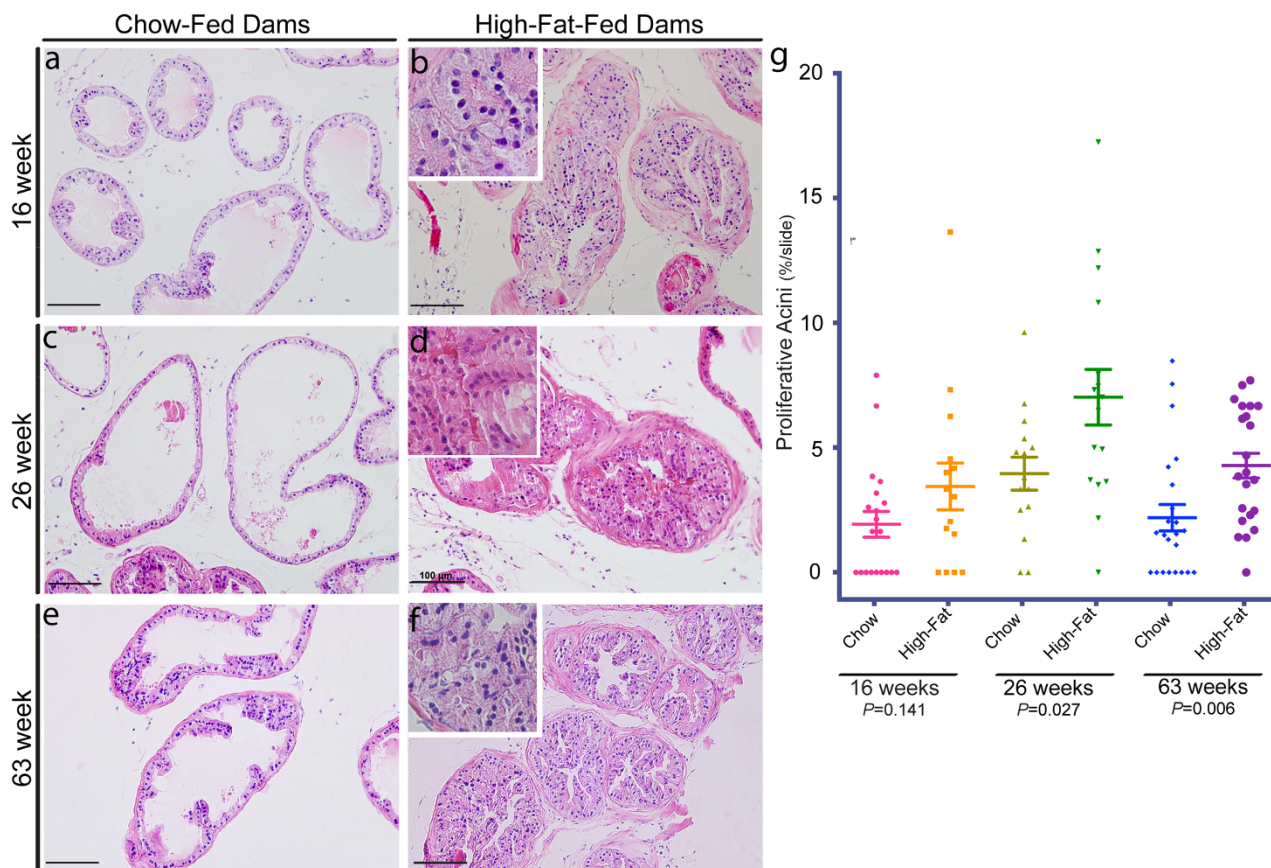 Chow-Fed Dams
High-Fat-Fed Dams
16 week
26 week
63 week
a
b
c
d
100 µm
e
f
g
Proliferative Acini (%/slide)
20
15
10
5
0
Chow
High-Fat
Chow
High-Fat
Chow
High-Fat
16 weeks
26 weeks
63 weeks
P=0.141
P=0.027
P=0.006